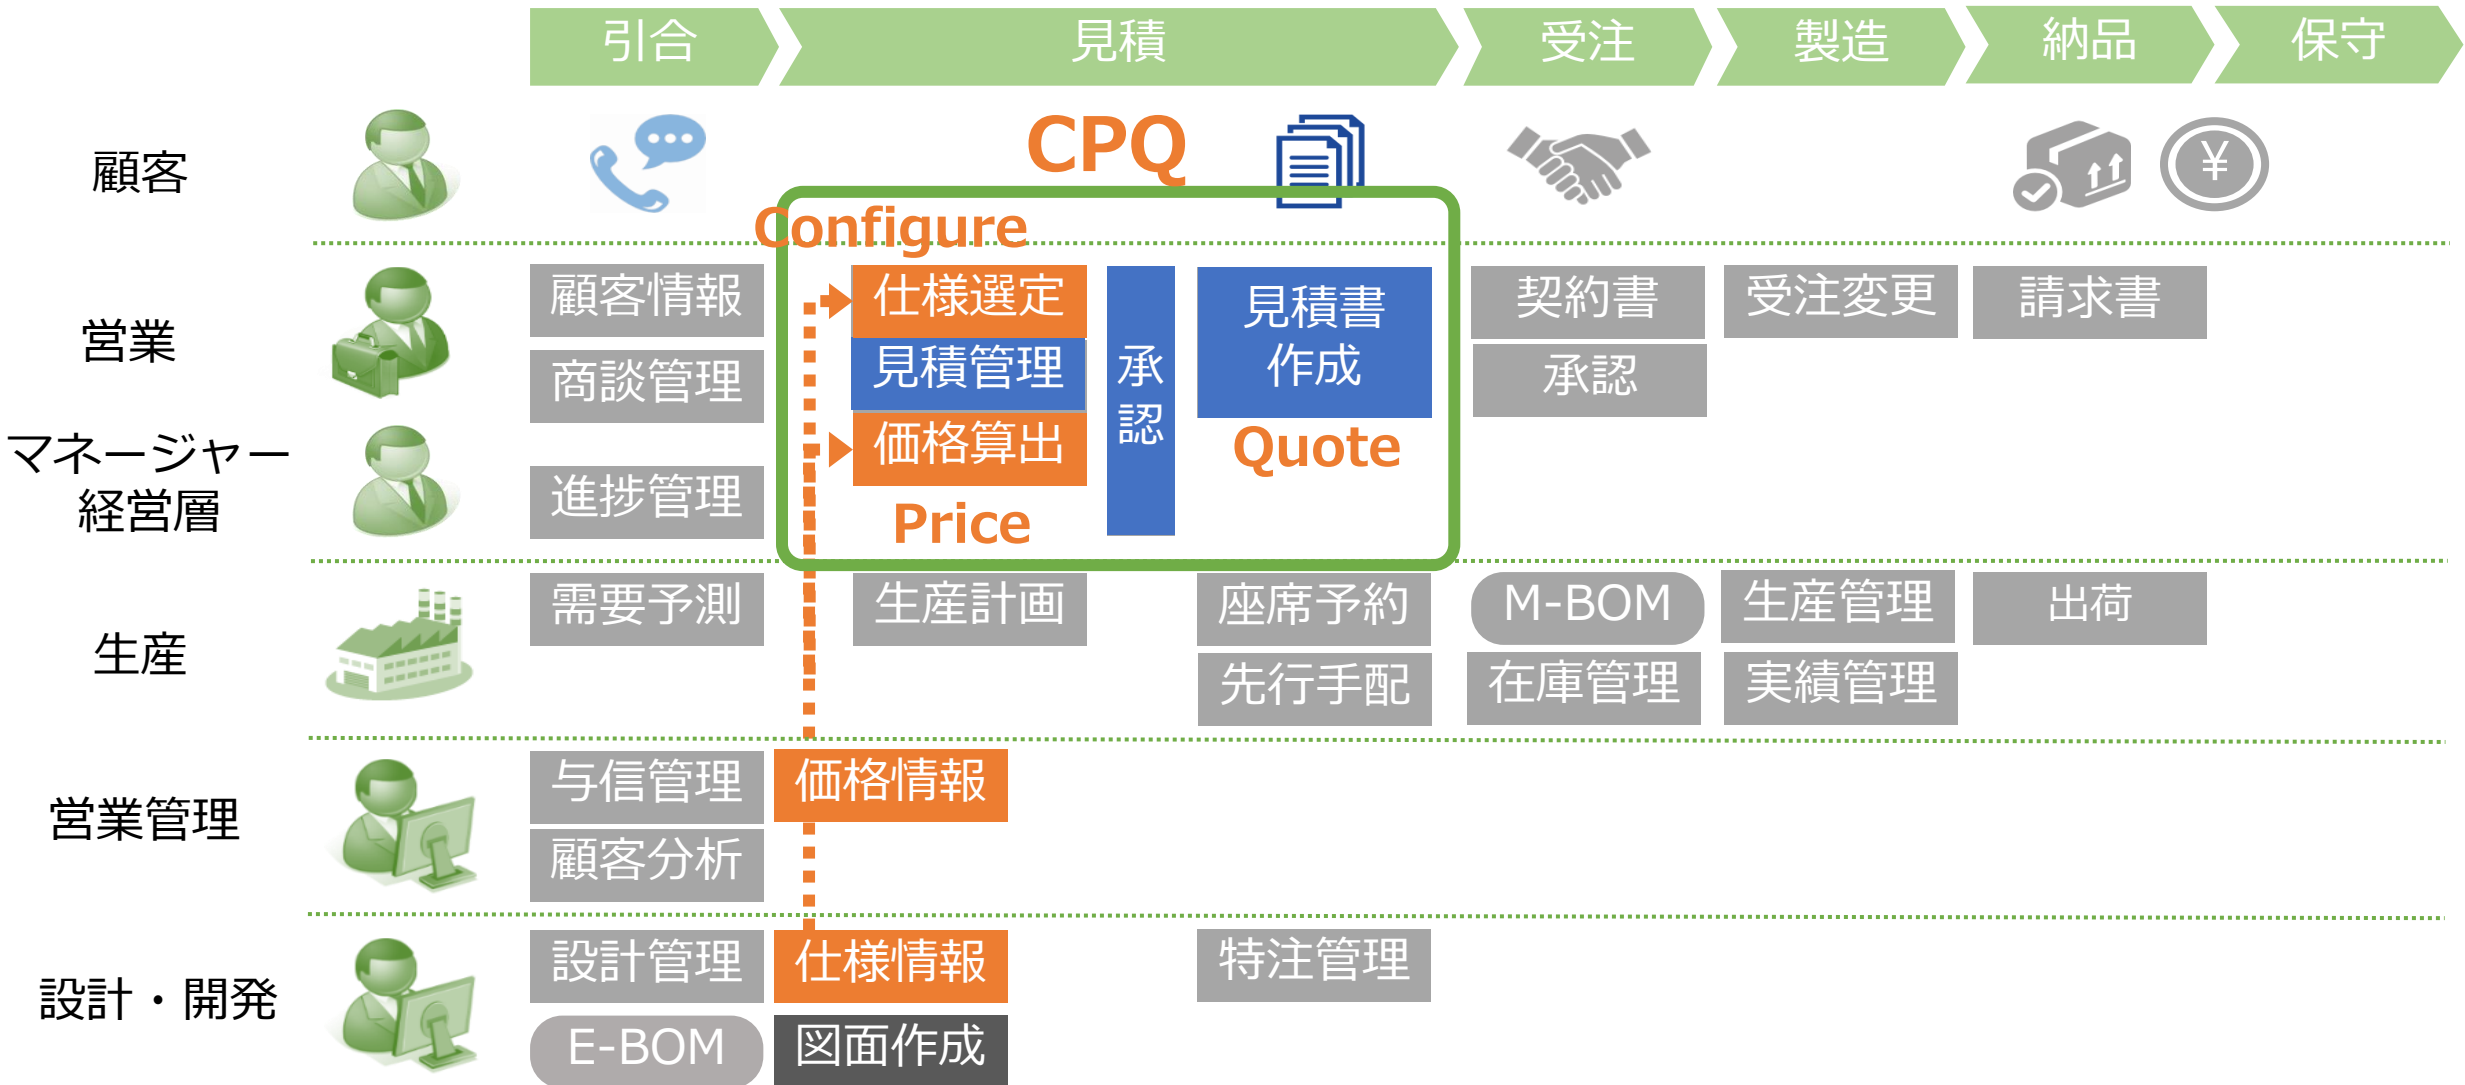 引合
見積
受注
製造
納品
保守
顧客
CPQ
¥
Configure
営業
顧客情報
仕様選定
承認
見積書
作成
契約書
受注変更
請求書
商談管理
見積管理
承認
マネージャー
経営層
進捗管理
価格算出
Quote
Price
生産
需要予測
生産計画
座席予約
M-BOM
生産管理
出荷
先行手配
在庫管理
実績管理
営業管理
与信管理
価格情報
顧客分析
設計・開発
設計管理
仕様情報
特注管理
E-BOM
図面作成